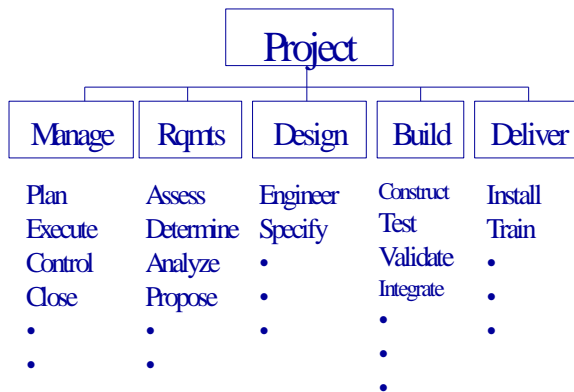 Project
Manage
Rqmts
Design
Build
Deliver
Plan
Execute
Control
Close
•
•
Assess
Determine
Analyze
Propose
•
•
Engineer
Specify
•
•
•
Construct
Test
Validate
Integrate
•
•
•
Install
Train
•
•
•